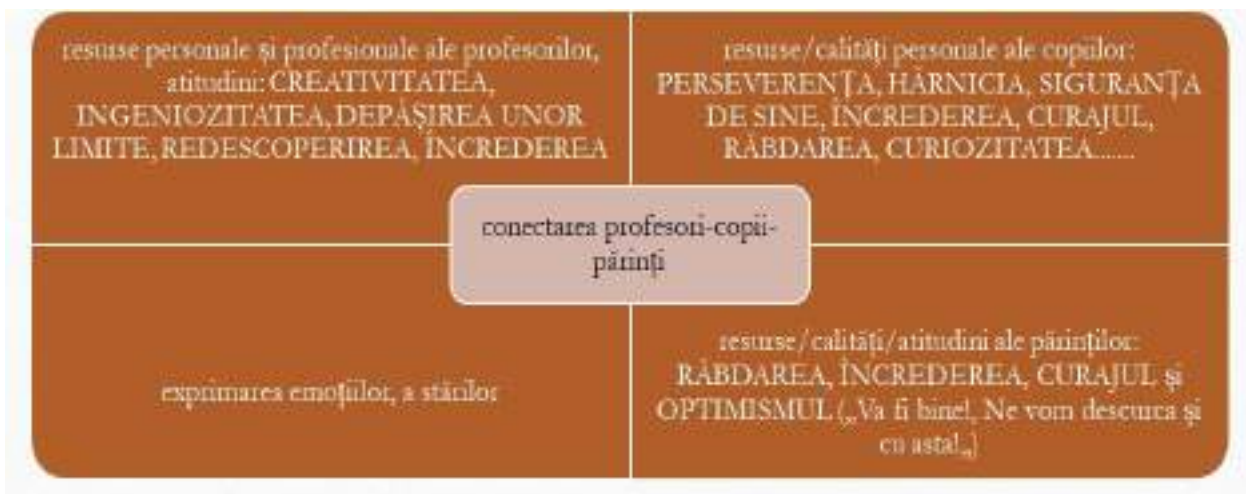 resurse personale și profesionale ale profesorilor,
atitudini: CREATIVITATEA,
INGENIOZITATEA, DEPĂȘIREA UNOR
LIMITE, REDESCOPERIREA, ÎNCREDEREA
resurse/calități personale ale copiilor:
PERSEVERENȚA, HĂRNICIA, SIGURANȚA
DE SINE, ÎNCREDEREA, CURAJUL,
RĂBDAREA, CURIOZITATEA.......
conectarea profesori-copii-
părinți
exprimarea emoțiilor, a stărilor
resurse/calități/atitudini ale părinților:
RĂBDAREA, ÎNCREDEREA, CURAJUL și
OPTIMISMUL („Va fi bine!, Ne vom descurca și
cu asta!„)